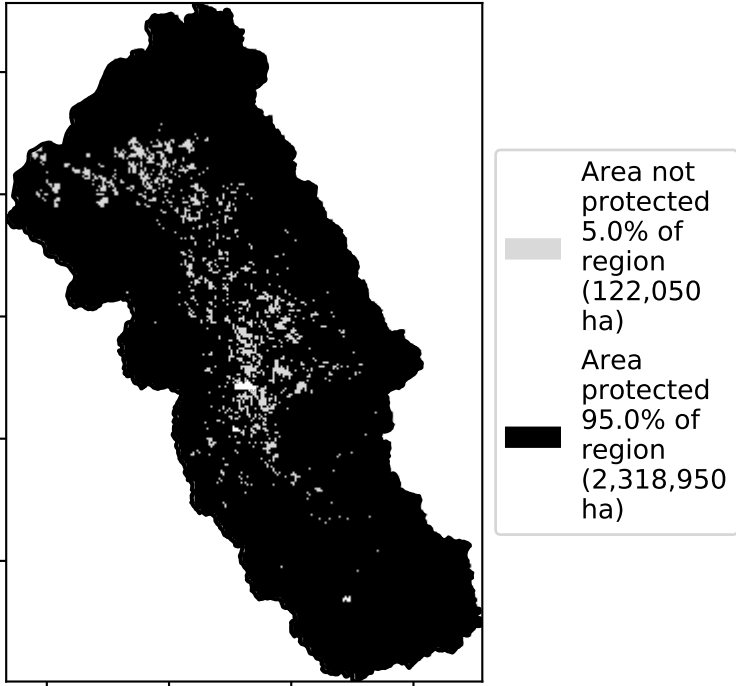 Area not
protected
5.0% of
region
(122,050
ha)
Area
protected
95.0% of
region
(2,318,950
ha)